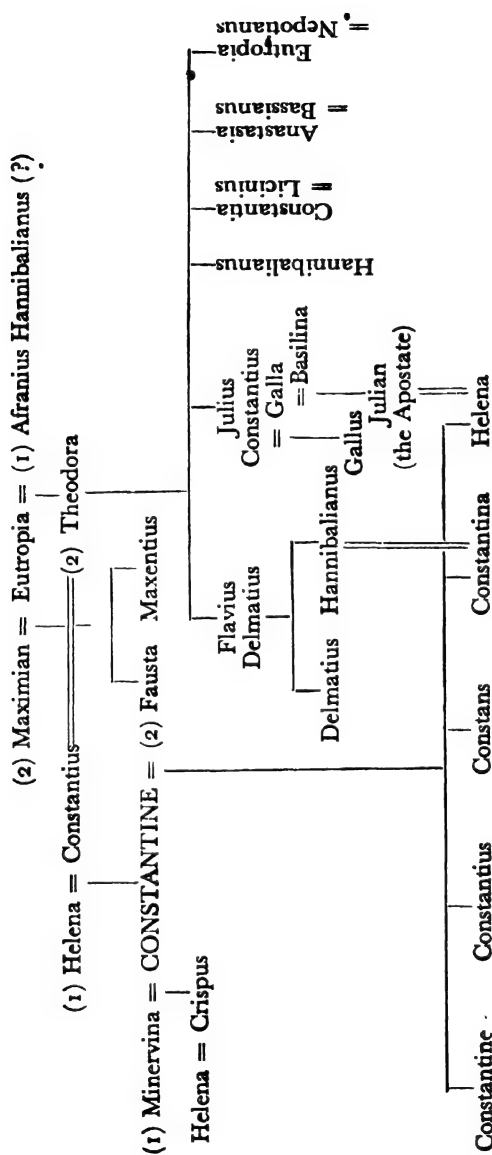 (2) Maximian = Eutropia = (1) Afranius Hannibalianus (?)
(1) Helena = Constantius = (2) Theodora
(1) Minervina = CONSTANTINE = (2) Fausta Maxentius
Helena = Crispus
Flavius
Delmatius
Julius
Constantius
= Galla
=Basilina
Hannibalianus
Constantia
= Licinius
Anastasia
= Bassianus
Eutropia
= Nepotianus
Delmatius Hannibalianus
Gallus
Julian
(the Apostate)
Constantine Constantius Constans Constantina Helena